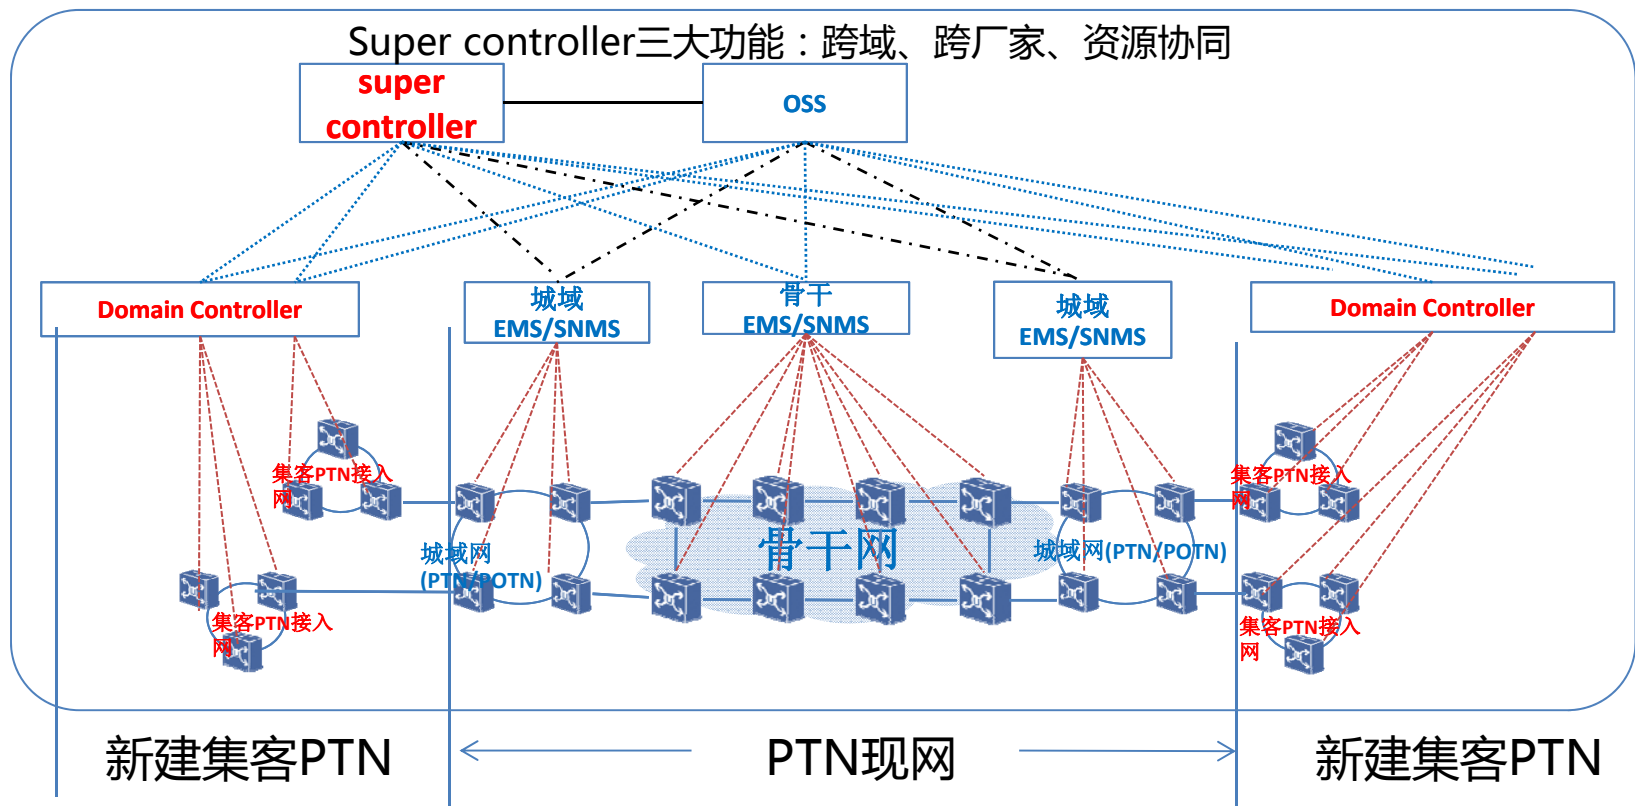 Super controller三大功能：跨域、跨厂家、资源协同
super
controller
OSS
Domain Controller
城域
EMS/SNMS
骨干
EMS/SNMS
城域
EMS/SNMS
Domain Controller
集客PTN接入
网
集客PTN接入
网
城域网
(PTN/POTN)
骨干网
城域网(PTN/POTN)
集客PTN接入
网
集客PTN接入
网
新建集客PTN
PTN现网
新建集客PTN